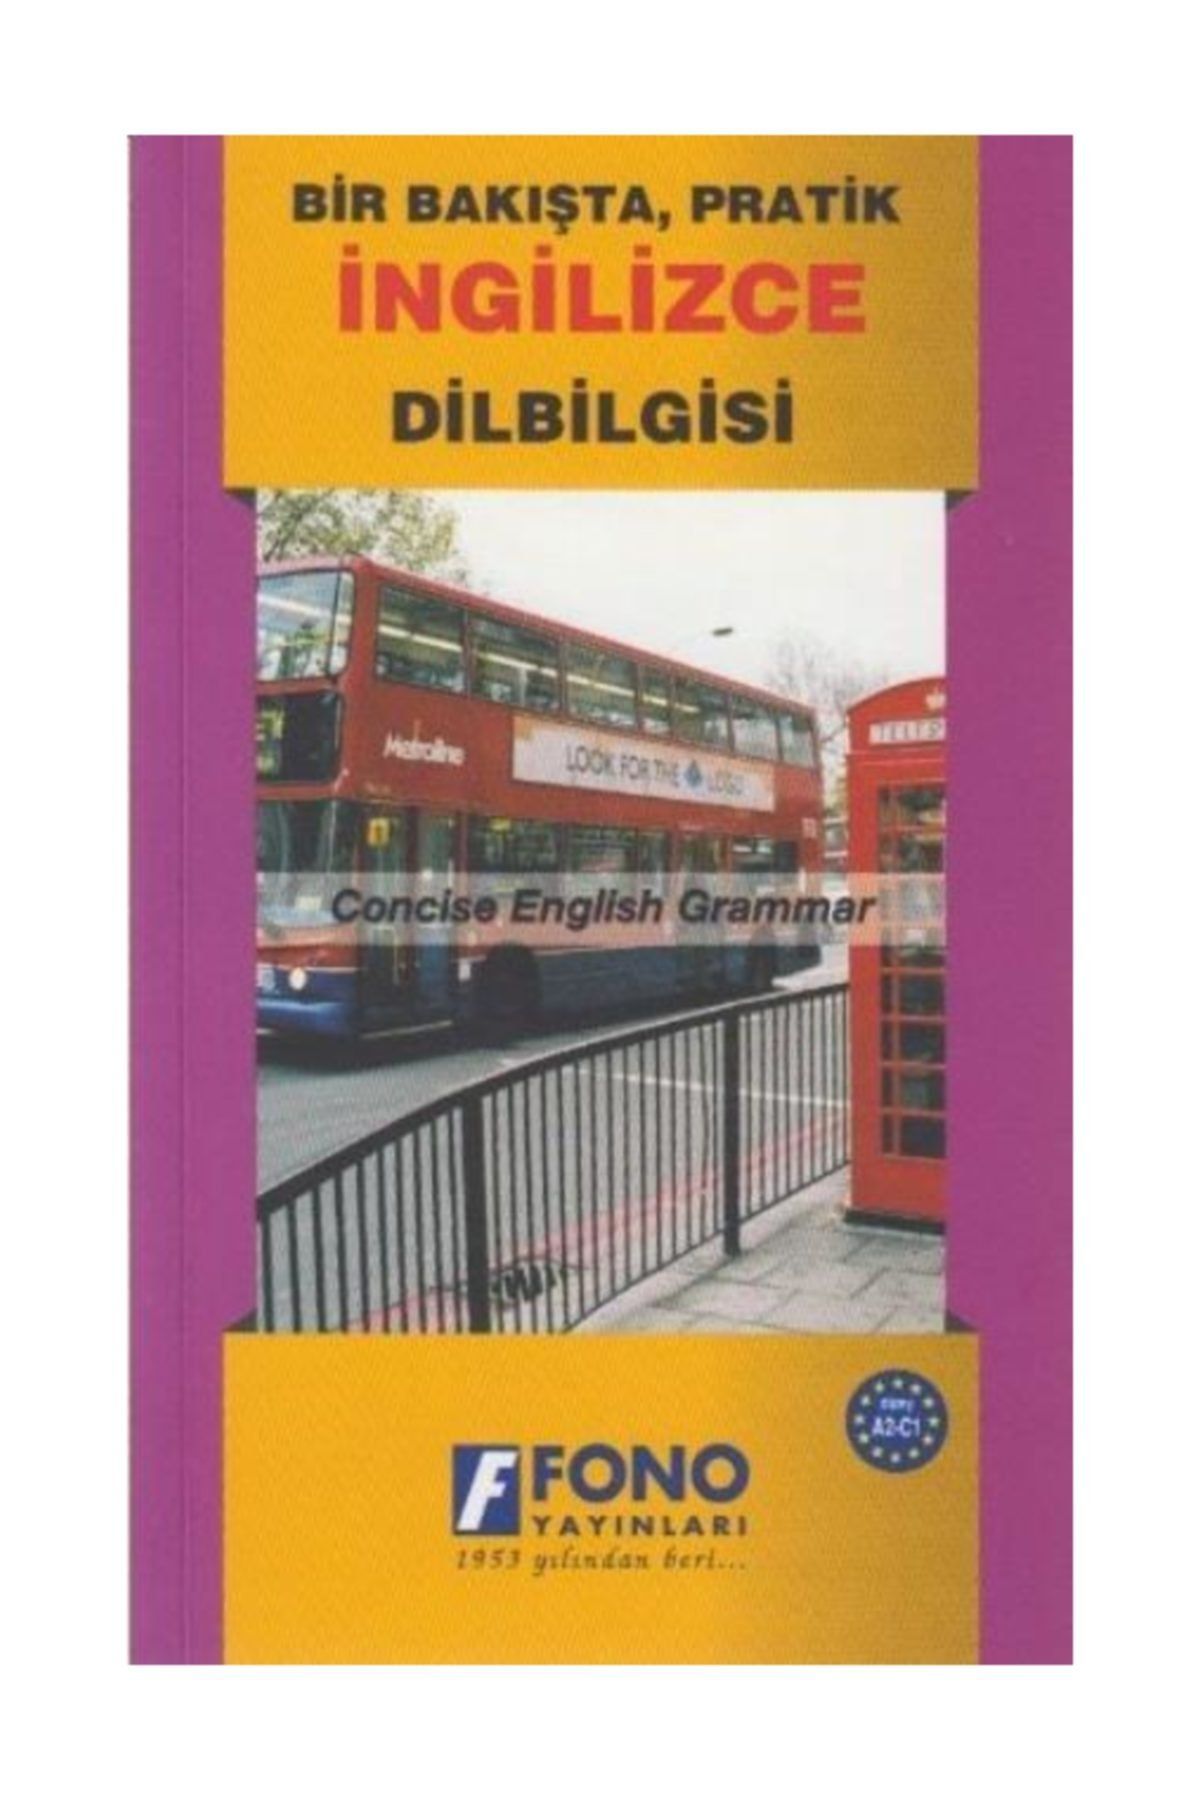 BİR BAKIŞTA, PRATİK
İNGİLİZCE
DİLBİLGİSİ
Metroline
LOOK FOR THE LOGO
Concise English Grammar
A2-C1
F FONO
YAYINLARI
1953 yılından beri...